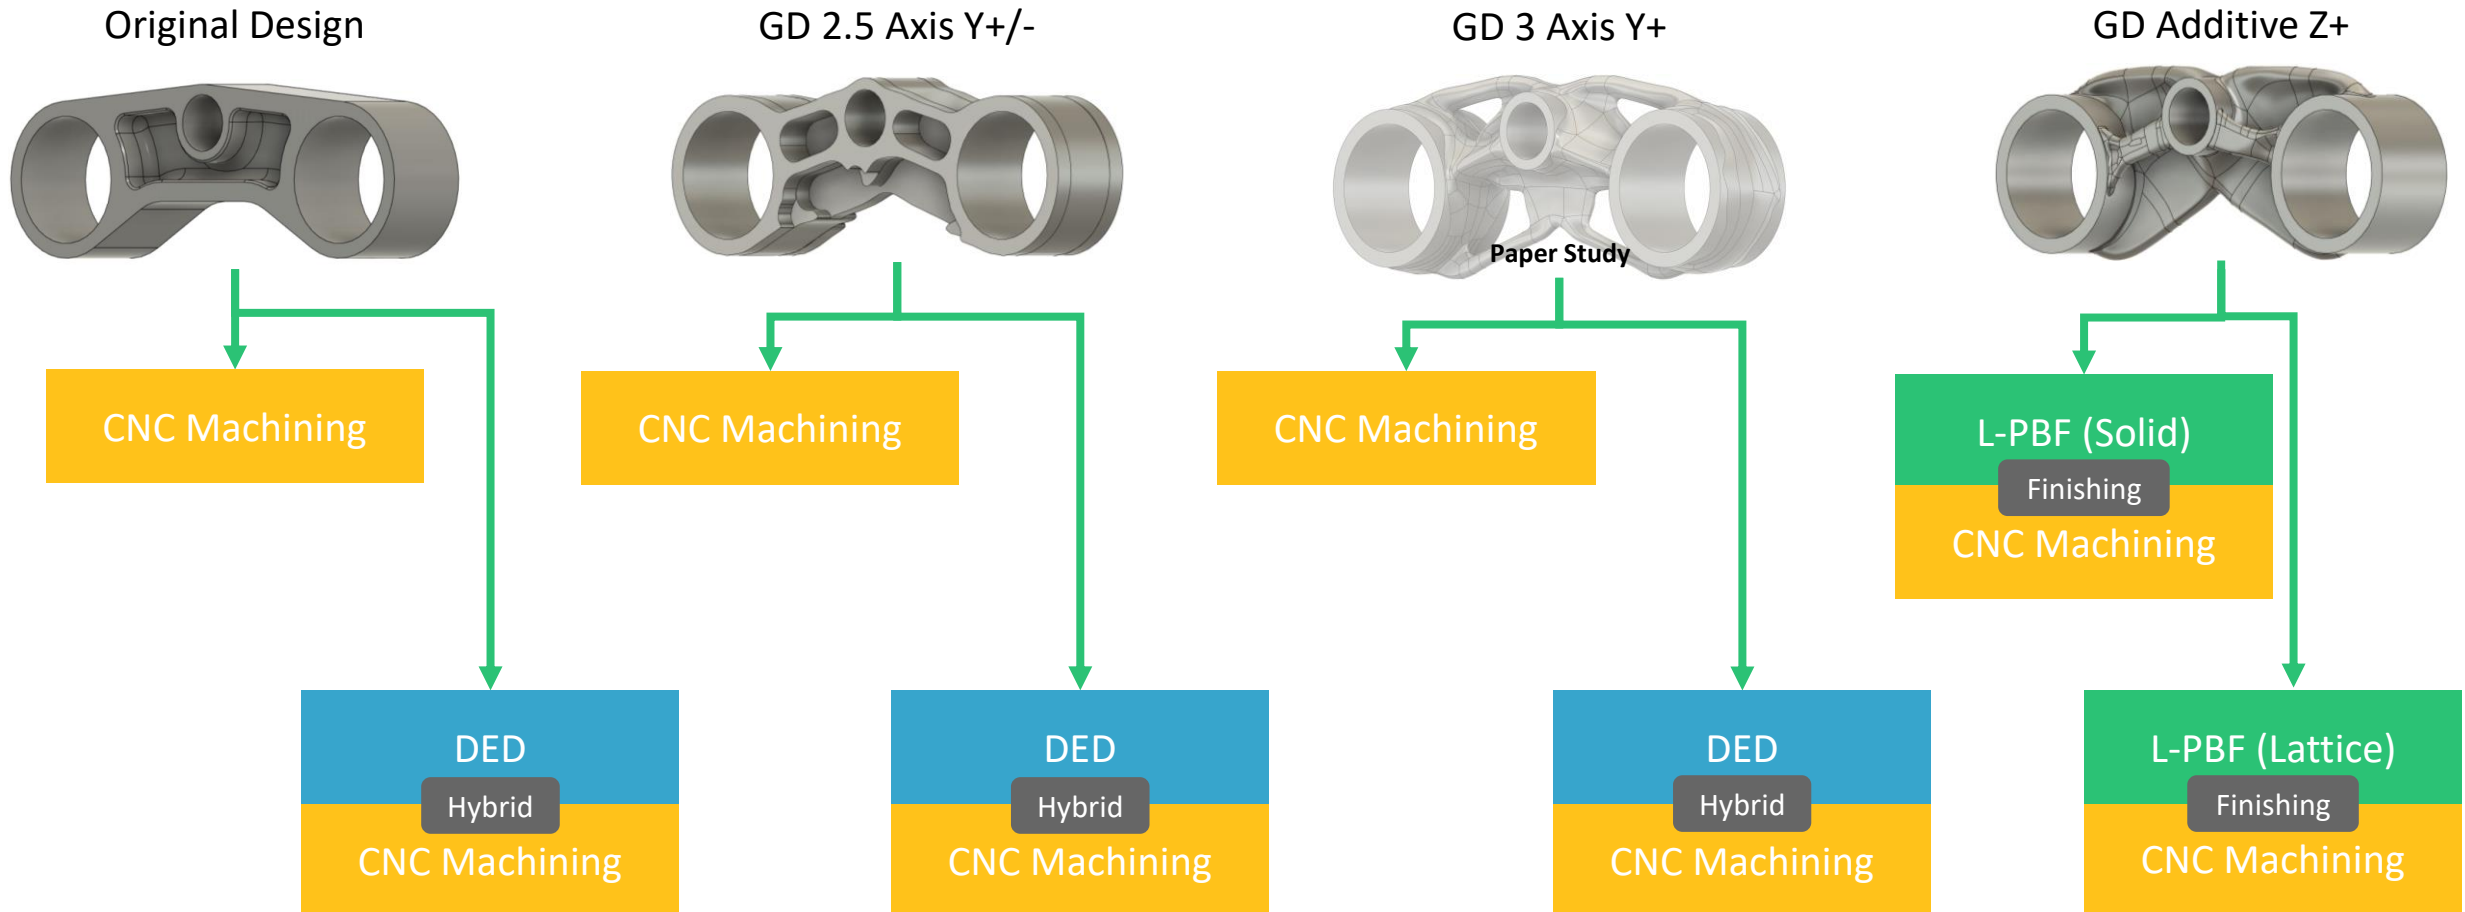 Original Design
GD 2.5 Axis Y+/-
GD 3 Axis Y+
GD Additive Z+
Paper Study
CNC Machining
CNC Machining
CNC Machining
L-PBF (Solid)
Finishing
CNC Machining
DED
Hybrid
CNC Machining
DED
Hybrid
CNC Machining
DED
Hybrid
CNC Machining
L-PBF (Lattice)
Finishing
CNC Machining